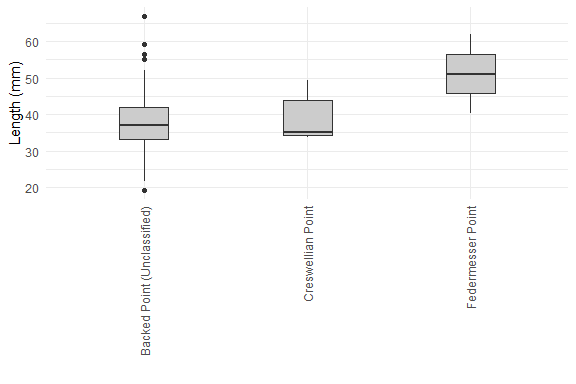 Length (mm)
60
50
40
30
20
Backed Point (Unclassified)
Creswellian Point
Federmesser Point